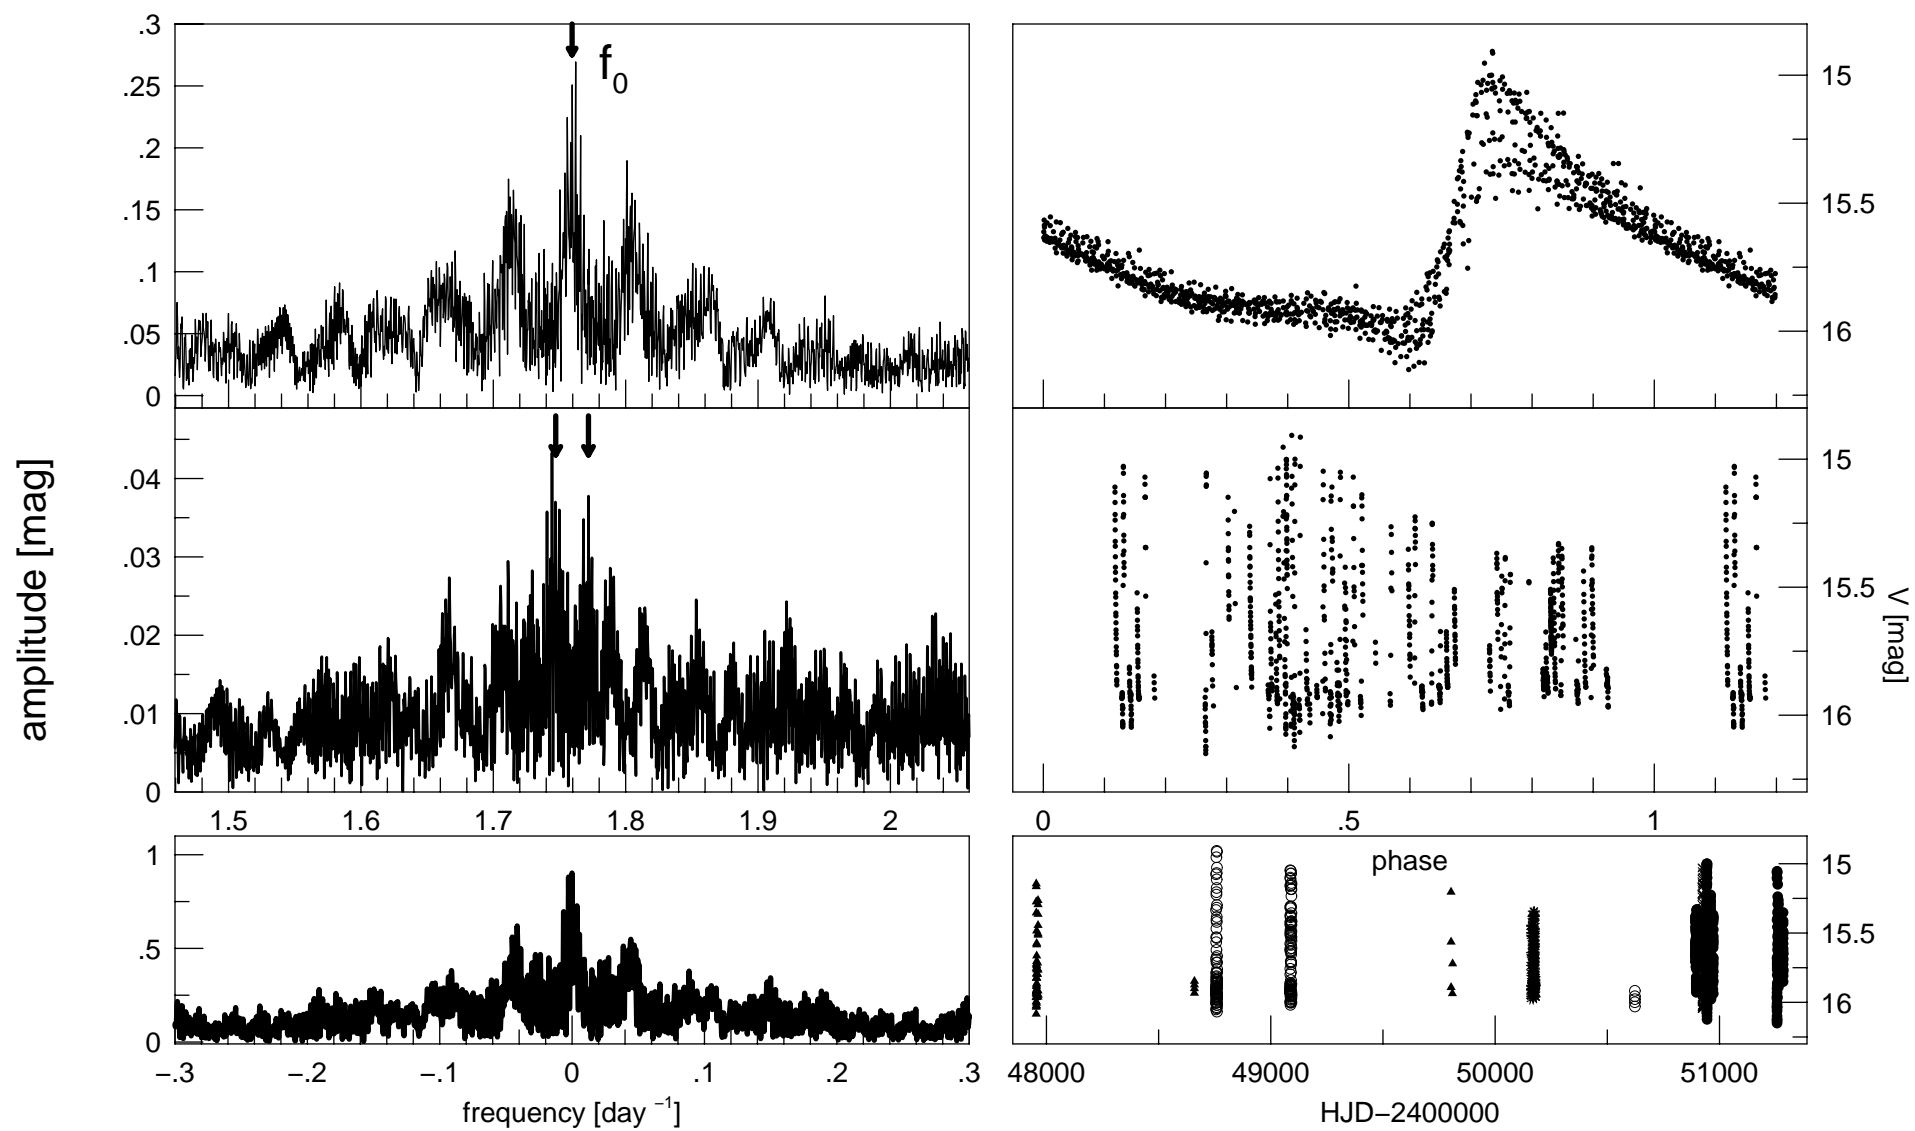 .3
.25
.2
.15
.1
.05
0
f0
15
15.5
16
amplitude [mag]
.04
.03
.02
.01
0
1.5 1.6 1.7 1.8 1.9 2
15
15.5
16
V [mag]
0 .5 1
phase
1
.5
0
−.3 −.2 −.1 0 .1 .2 .3
frequency [day −1]
15
15.5
16
48000 49000 50000 51000
HJD−2400000